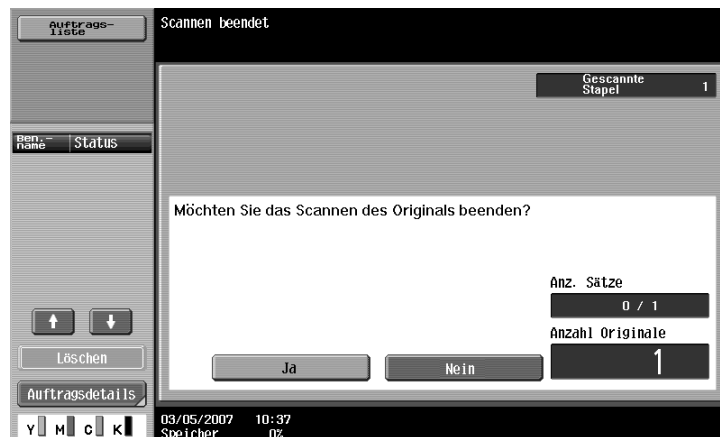 Auftrags-
liste
Scannen beendet
Gescannte
Stapel 1
Ben.-
name Status
Möchten Sie das Scannen des Originals beenden?
Anz. Sätze
0 / 1
Anzahl Originale
1
Ja
Nein
Löschen
Auftragsdetails
Y M C K
03/05/2007 10:37
Speicher 0%